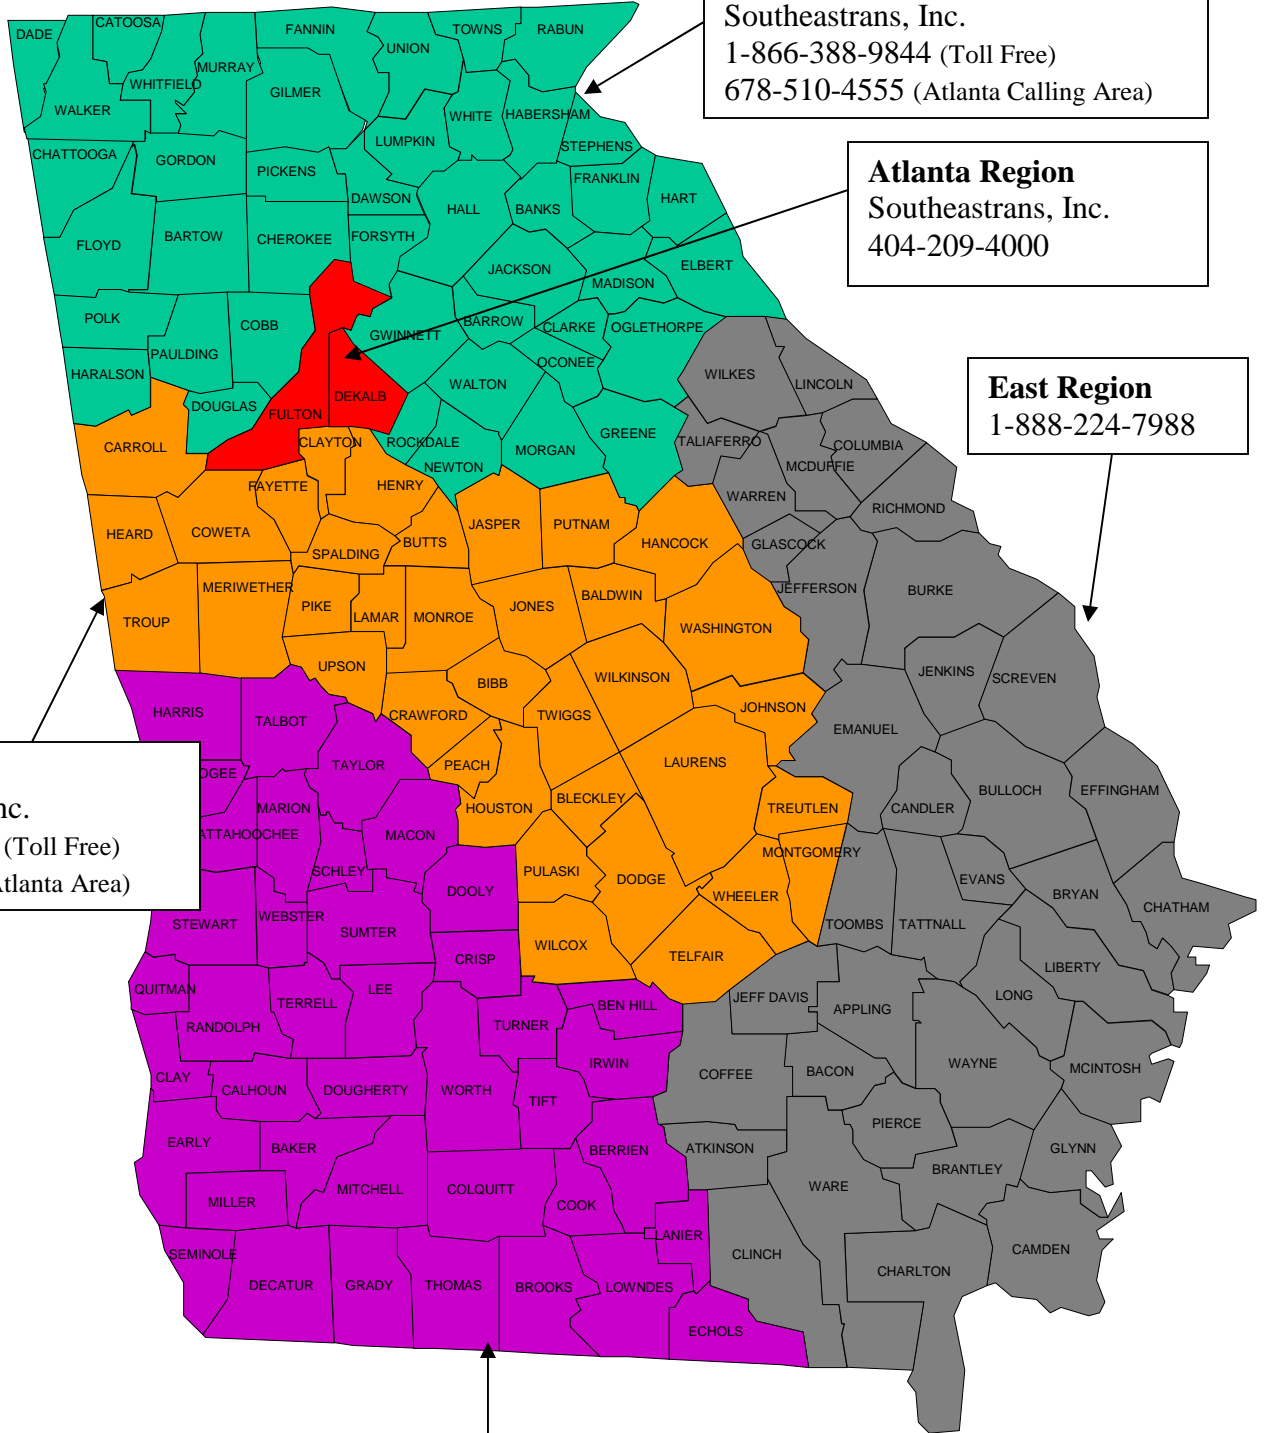 Southeastrans, Inc.
1-866-388-9844 (Toll Free)
678-510-4555 (Atlanta Calling Area)
Atlanta Region
Southeastrans, Inc.
404-209-4000
East Region
1-888-224-7988
nc.
(Toll Free)
Atlanta Area)
DADE
CATOOSA
FANNIN
UNION
TOWNS
RABUN
WALKER
WHITFIELD
MURRAY
GILMER
WHITE
HABERSHAM
LUMPKIN
STEPHENS
CHATTOOGA
GORDON
PICKENS
DAWSON
HALL
BANKS
FRANKLIN
HART
FLOYD
BARTOW
CHEROKEE
FORSYTH
JACKSON
MADISON
ELBERT
POLK
COBB
GWINNETT
BARROW
CLARKE
OGLETHORPE
PAULDING
OCONEE
HARALSON
WALTON
WILKES
LINCOLN
DOUGLAS
FULTON
DEKALB
CARROLL
CLAYTON
ROCKDALE
NEWTON
MORGAN
GREENE
TALIAFERRO
COLUMBIA
MCDUFFIE
FAYETTE
HENRY
WARREN
RICHMOND
HEARD
COWETA
SPALDING
BUTTS
JASPER
PUTNAM
HANCOCK
GLASCOCK
JEFFERSON
BURKE
MERIWETHER
TROUP
PIKE
LAMAR
MONROE
JONES
BALDWIN
WASHINGTON
UPSON
BIBB
WILKINSON
JENKINS
SCREVEN
HARRIS
TALBOT
CRAWFORD
TWIGGS
JOHNSON
EMANUEL
TAYLOR
PEACH
LAURENS
OGEE
MARION
MACON
HOUSTON
BLECKLEY
TREUTLEN
CANDLER
BULLOCH
EFFINGHAM
ATTAHOOCHEE
SCHLEY
DOOLY
PULASKI
DODGE
MONTGOMERY
WHEELER
EVANS
BRYAN
CHATHAM
STEWART
WEBSTER
SUMTER
WILCOX
TELFAIR
TOOMBS
TATTNALL
CRISP
LIBERTY
QUITMAN
TERRELL
LEE
BEN HILL
JEFF DAVIS
APPLING
LONG
RANDOLPH
TURNER
CLAY
CALHOUN
DOUGHERTY
WORTH
IRWIN
TIFT
COFFEE
BACON
WAYNE
MCINTOSH
EARLY
BAKER
BERRIEN
ATKINSON
PIERCE
GLYNN
MILLER
MITCHELL
COLQUITT
COOK
WARE
BRANTLEY
SEMINOLE
LANIER
CLINCH
CAMDEN
DECATUR
GRADY
THOMAS
BROOKS
LOWNDES
CHARLTON
ECHOLS